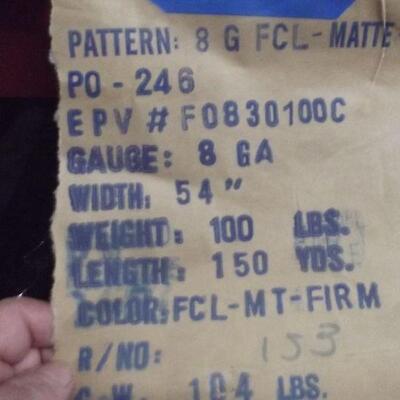 PATTERN: 8 G FCL-MATTE
PO-246
EPV # F0830100C
GAUGE: 8 GA
WIDTH: 54"
WEIGHT: 100 LBS.
LENGTH: 150 YDS.
COLOR: FCL-MT-FIRM
R/NO: 153
G.W. 104 LBS.